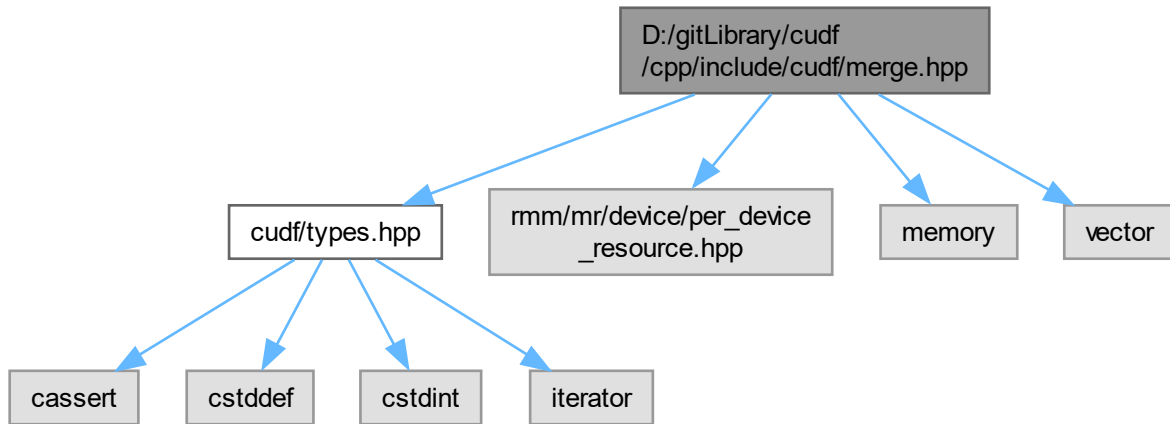 D:/gitLibrary/cudf
/cpp/include/cudf/merge.hpp
cudf/types.hpp
rmm/mr/device/per_device
_resource.hpp
memory
vector
cassert
cstddef
cstdint
iterator